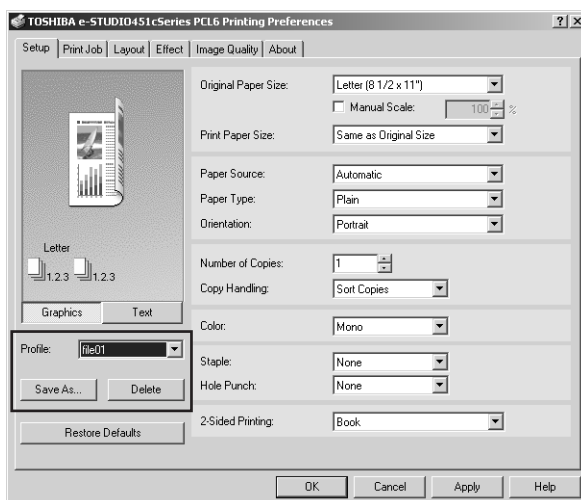 TOSHIBA e-STUDIO451cSeries PCL6 Printing Preferences
Setup Print Job Layout Effect Image Quality About
Original Paper Size: Letter (8 1/2 x 11")
Manual Scale: 100 %
Print Paper Size: Same as Original Size
Paper Source: Automatic
Paper Type: Plain
Orientation: Portrait
Letter
1.2.3 1.2.3
Number of Copies: 1
Copy Handling: Sort Copies
Graphics Text
Color: Mono
Profile: file01
Staple: None
Save As... Delete
Hole Punch: None
2-Sided Printing: Book
Restore Defaults
OK Cancel Apply Help